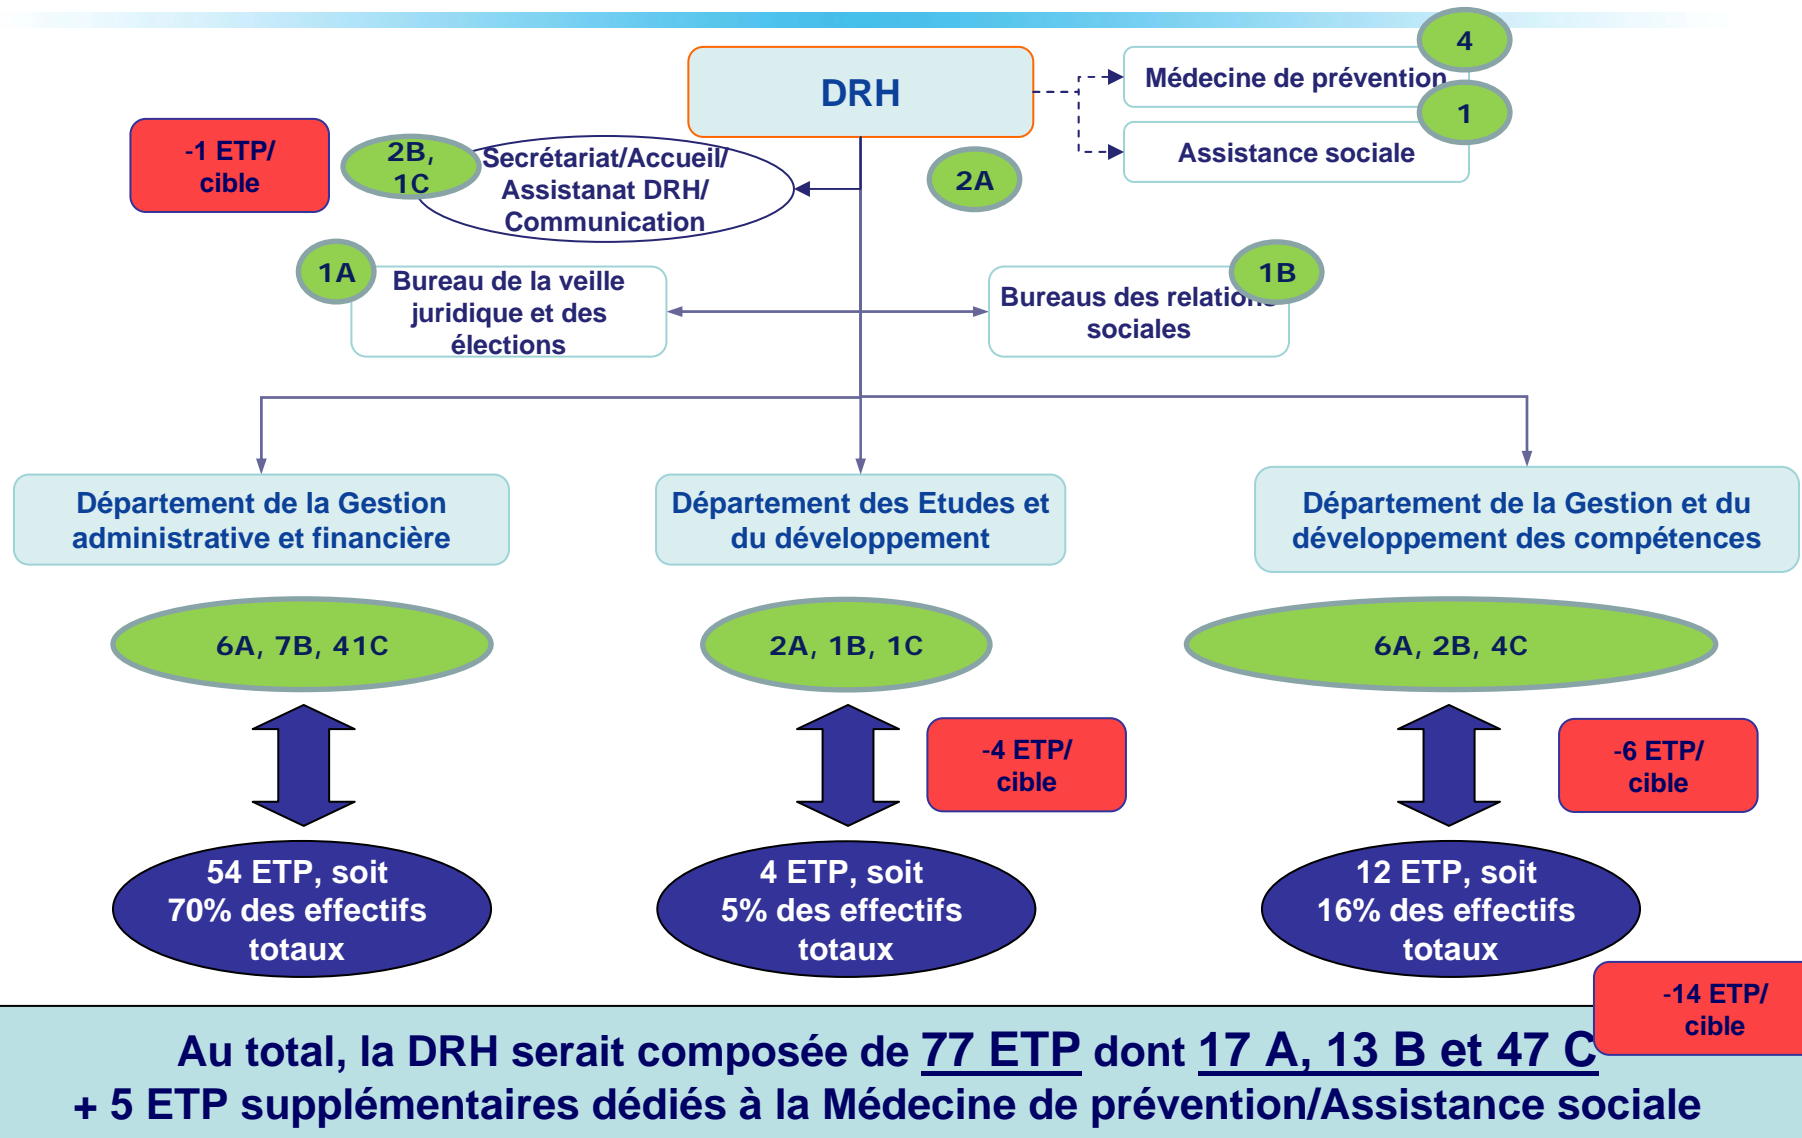 DRH
4
Médecine de prévention
1
Assistance sociale
-1 ETP/
cible
2B,
1C
Secrétariat/Accueil/
Assistanat DRH/
Communication
2A
1A
Bureau de la veille
juridique et des
élections
1B
Bureaus des relations
sociales
Département de la Gestion
administrative et financière
Département des Etudes et
du développement
Département de la Gestion et du
développement des compétences
6A, 7B, 41C
2A, 1B, 1C
6A, 2B, 4C
-4 ETP/
cible
-6 ETP/
cible
54 ETP, soit
70% des effectifs
totaux
4 ETP, soit
5% des effectifs
totaux
12 ETP, soit
16% des effectifs
totaux
-14 ETP/
cible
Au total, la DRH serait composée de 77 ETP dont 17 A, 13 B et 47 C
+ 5 ETP supplémentaires dédiés à la Médecine de prévention/Assistance sociale